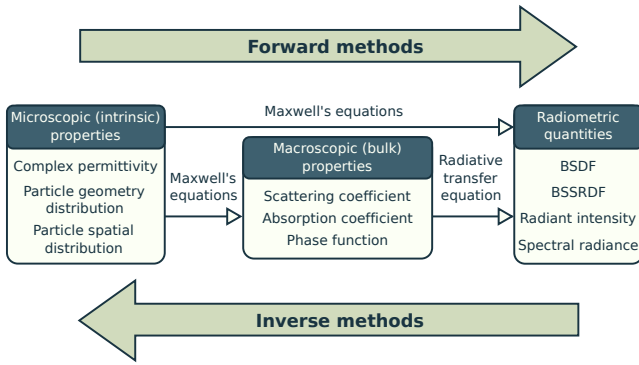 Forward methods
Microscopic (intrinsic)
properties
Complex permittivity
Particle geometry
distribution
Particle spatial
distribution
Maxwell's equations
Maxwell's
equations
Macroscopic (bulk)
properties
Scattering coefficient
Absorption coefficient
Phase function
Radiative
transfer
equation
Radiometric
quantities
BSDF
BSSRDF
Radiant intensity
Spectral radiance
Inverse methods